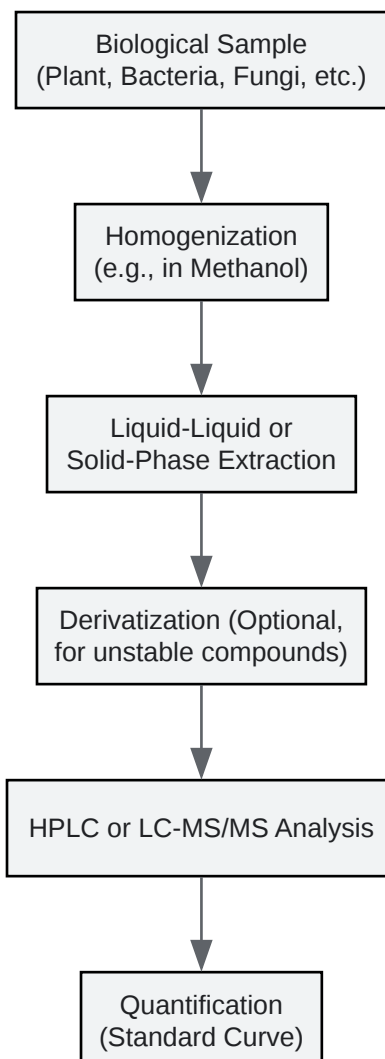 Biological Sample
(Plant, Bacteria, Fungi, etc.)
Homogenization
(e.g., in Methanol)
Liquid-Liquid or
Solid-Phase Extraction
Derivatization (Optional,
for unstable compounds)
HPLC or LC-MS/MS Analysis
Quantification
(Standard Curve)